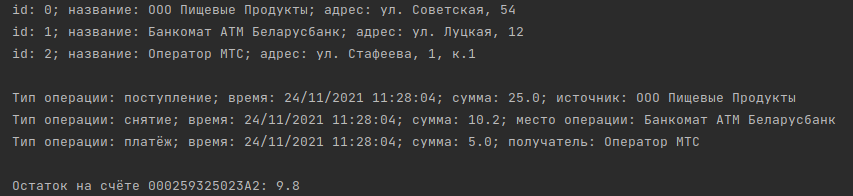 id: 0; название: ООО Пищевые Продукты; адрес: ул. Советская, 54
id: 1; название: Банкомат АТМ Беларусбанк; адрес: ул. Луцкая, 12
id: 2; название: Оператор МТС; адрес: ул. Стафеева, 1, к.1
Тип операции: поступление; время: 24/11/2021 11:28:04; сумма: 25.0; источник: ООО Пищевые Продукты
Тип операции: снятие; время: 24/11/2021 11:28:04; сумма: 10.2; место операции: Банкомат АТМ Беларусбанк
Тип операции: платёж; время: 24/11/2021 11:28:04; сумма: 5.0; получатель: Оператор МТС
Остаток на счёте 000259325023A2: 9.8